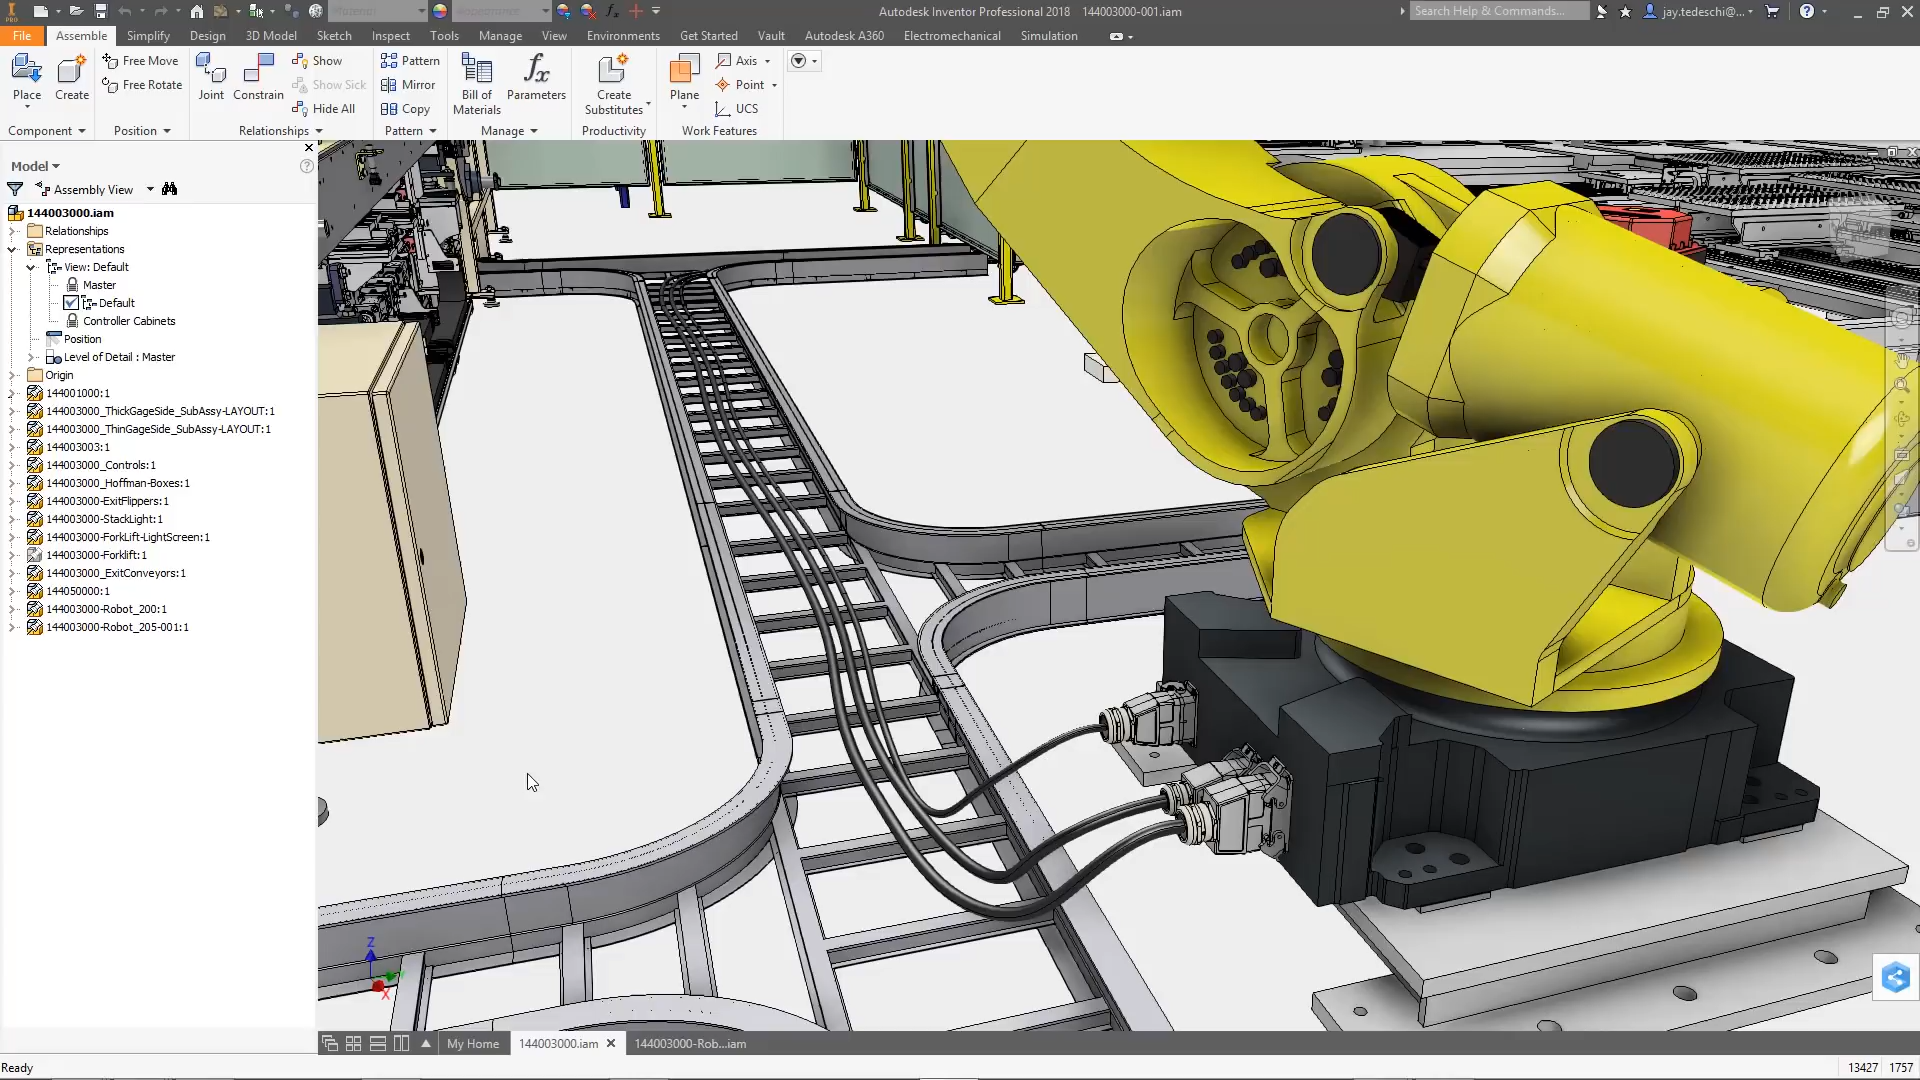 PRO
Material
Appearance
Autodesk Inventor Professional 2018 144003000-001.iam
Search Help & Commands...
jay.tedeschi@...
File Assemble Simplify Design 3D Model Sketch Inspect Tools Manage View Environments Get Started Vault Autodesk A360 Electromechanical Simulation
Place
Create
Free Move
Free Rotate
Joint
Constrain
Show
Show Sick
Hide All
Pattern
Mirror
Copy
Bill of
Materials
Parameters
Create
Substitutes
Plane
Axis
Point
UCS
Component Position Relationships Pattern Manage Productivity Work Features
Model
Assembly View
144003000.iam
Relationships
Representations
View: Default
Master
Default
Controller Cabinets
Position
Level of Detail : Master
Origin
144001000:1
144003000_ThickGageSide_SubAssy-LAYOUT:1
144003000_ThinGageSide_SubAssy-LAYOUT:1
144003003:1
144003000_Controls:1
144003000_Hoffman-Boxes:1
144003000-ExitFlippers:1
144003000-StackLight:1
144003000-ForkLift-LightScreen:1
144003000-Forklift:1
144003000_ExitConveyors:1
144050000:1
144003000-Robot_200:1
144003000-Robot_205-001:1
Z
X
My Home 144003000.iam 144003000-Rob...iam
Ready
13427 1757